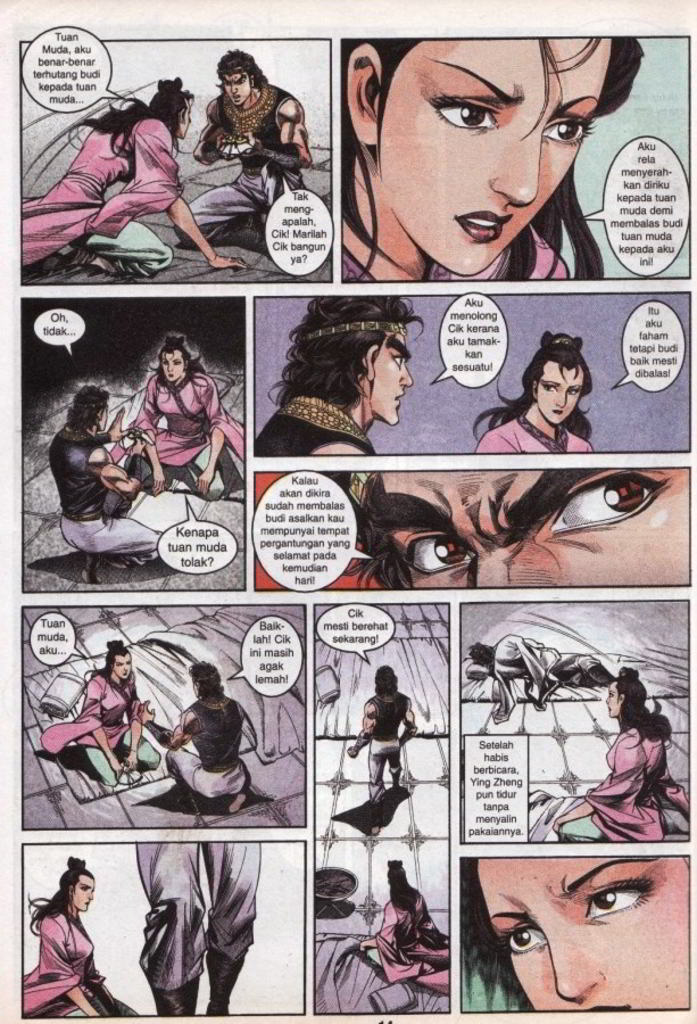 Tuan
Muda, aku
benar-benar
terhutang budi
kepada tuan
muda...
Tak
meng-
apalah,
Cik! Marilah
Cik bangun
ya?
Aku
rela
menyerah-
kan diriku
kepada tuan
muda demi
membalas budi
tuan muda
kepada aku
ini!
Oh,
tidak...
Kenapa
tuan muda
tolak?
Aku
menolong
Cik kerana
aku tamak-
kan
sesuatu!
Itu
aku
faham
tetapi budi
baik mesti
dibalas!
Kalau
akan dikira
sudah membalas
budi asalkan kau
mempunyai tempat
pergantungan yang
selamat pada
kemudian
hari!
Tuan
muda,
aku...
Baik-
lah! Cik
ini masih
agak
lemah!
Cik
mesti berehat
sekarang!
Setelah
habis
berbicara,
Ying Zheng
pun tidur
tanpa
menyalin
pakaiannya.